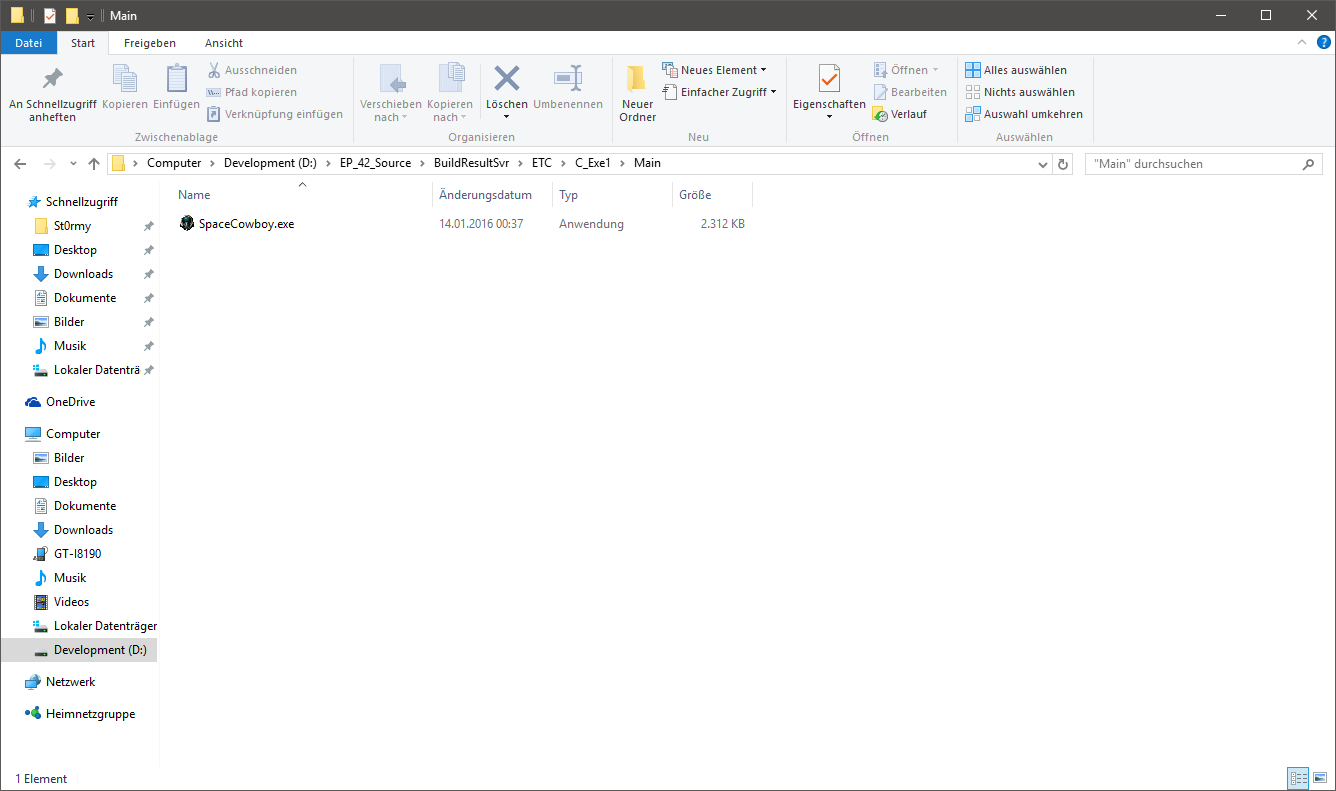 Main
Datei Start Freigeben Ansicht
An Schnellzugriff anheften
Kopieren
Einfügen
Ausschneiden
Pfad kopieren
Verknüpfung einfügen
Zwischenablage
Verschieben nach
Kopieren nach
Löschen
Umbenennen
Organisieren
Neuer Ordner
Neues Element
Einfacher Zugriff
Neu
Eigenschaften
Öffnen
Bearbeiten
Verlauf
Öffnen
Alles auswählen
Nichts auswählen
Auswahl umkehren
Auswählen
Computer Development (D:) EP_42_Source BuildResultSvr ETC C_Exe1 Main
"Main" durchsuchen
Schnellzugriff
St0rmy
Desktop
Downloads
Dokumente
Bilder
Musik
Lokaler Datenträ
OneDrive
Computer
Bilder
Desktop
Dokumente
Downloads
GT-I8190
Musik
Videos
Lokaler Datenträger
Development (D:)
Netzwerk
Heimnetzgruppe
Name Änderungsdatum Typ Größe
SpaceCowboy.exe 14.01.2016 00:37 Anwendung 2.312 KB
1 Element